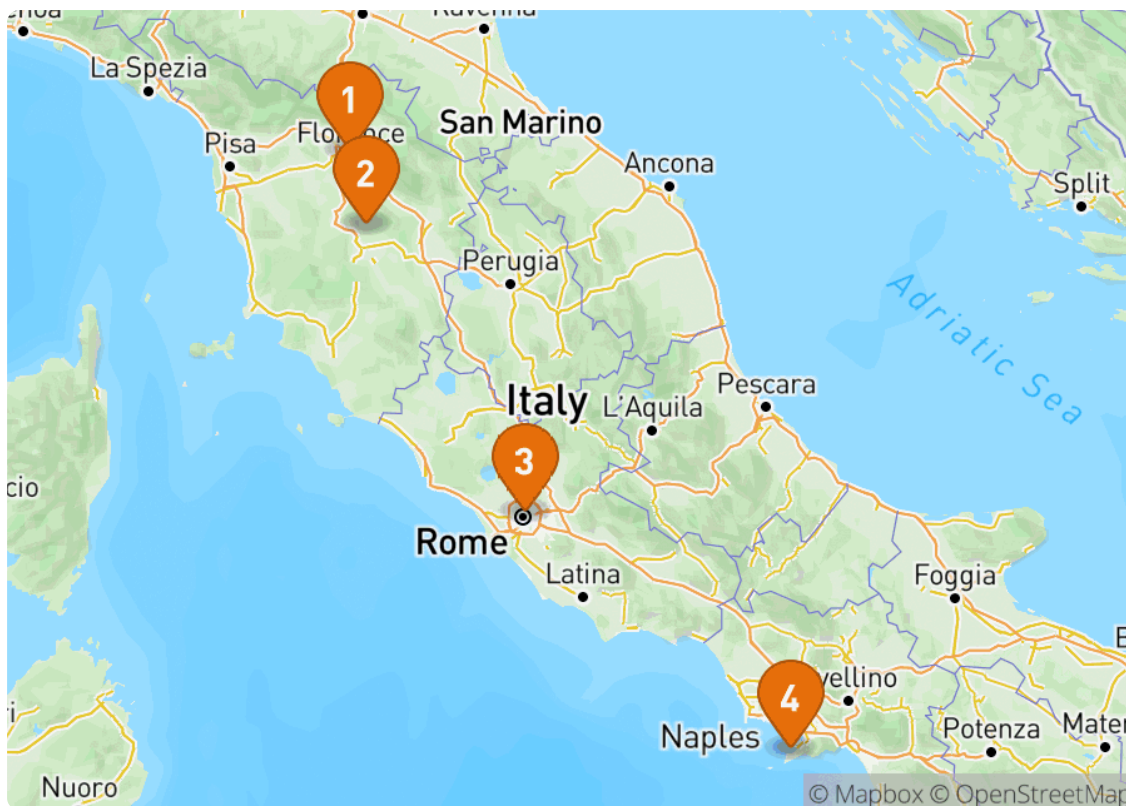 La Spezia
1
San Marino
Pisa
2
Ancona
Split
Perugia
Adriatic Sea
Italy
L'Aquila
Pescara
3
Rome
Latina
Foggia
4
Naples
Potenza
Nuoro
© Mapbox © OpenStreetMap